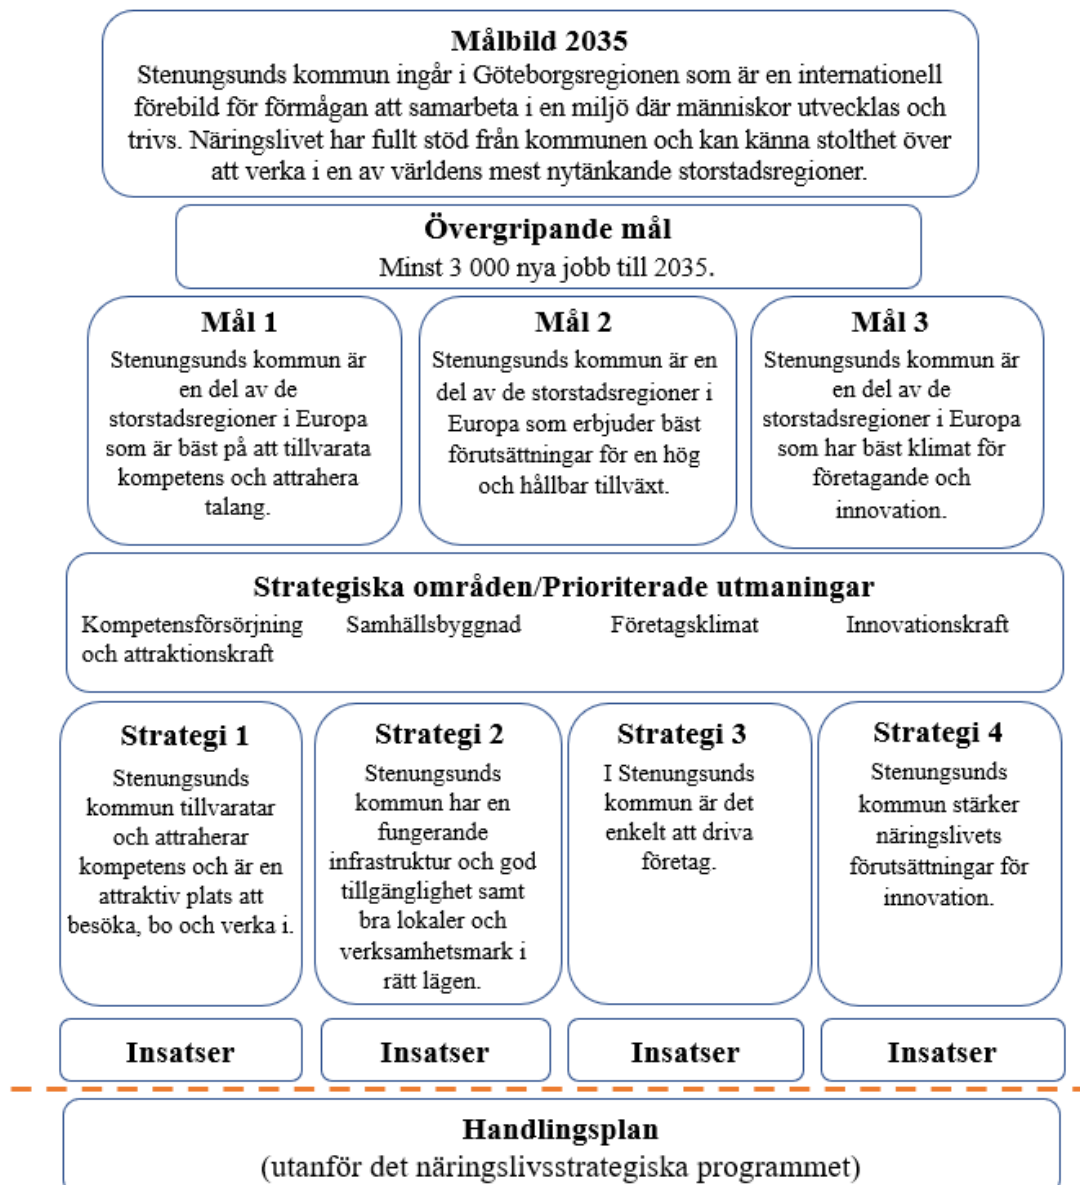 Målbild 2035
Stenungsunds kommun ingår i Göteborgsregionen som är en internationell
förebild för förmågan att samarbeta i en miljö där människor utvecklas och
trivs. Näringslivet har fullt stöd från kommunen och kan känna stolthet över
att verka i en av världens mest nytänkande storstadsregioner.
Övergripande mål
Minst 3 000 nya jobb till 2035.
Mål 1
Stenungsunds kommun är
en del av de
storstadsregioner i Europa
som är bäst på att tillvarata
kompetens och attrahera
talang.
Mål 2
Stenungsunds kommun är en
del av de storstadsregioner i
Europa som erbjuder bäst
förutsättningar för en hög
och hållbar tillväxt.
Mål 3
Stenungsunds kommun är
en del av de
storstadsregioner i Europa
som har bäst klimat för
företagande och
innovation.
Strategiska områden/Prioriterade utmaningar
Kompetensförsörjning
och attraktionskraft
Samhällsbyggnad
Företagsklimat
Innovationskraft
Strategi 1
Stenungsunds
kommun tillvaratar
och attraherar
kompetens och är en
attraktiv plats att
besöka, bo och verka i.
Strategi 2
Stenungsunds
kommun har en
fungerande
infrastruktur och god
tillgänglighet samt
bra lokaler och
verksamhetsmark i
rätt lägen.
Strategi 3
I Stenungsunds
kommun är det
enkelt att driva
företag.
Strategi 4
Stenungsunds
kommun stärker
näringslivets
förutsättningar för
innovation.
Insatser
Insatser
Insatser
Insatser
Handlingsplan
(utanför det näringslivsstrategiska programmet)